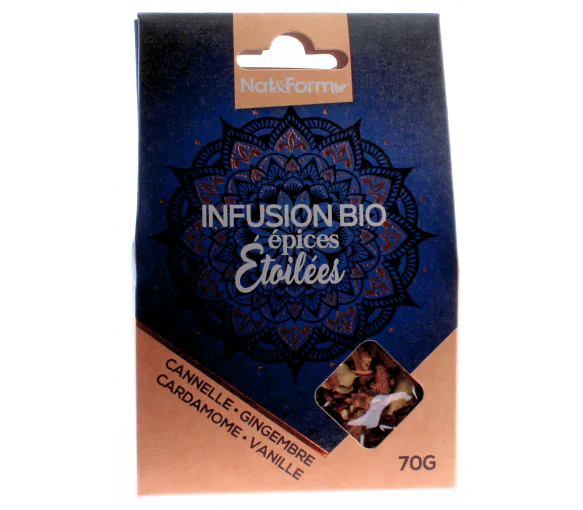 Nat&Form
INFUSION BIO
épices
Étoilées
CANNELLE • GINGEMBRE
CARDAMOME • VANILLE
70G